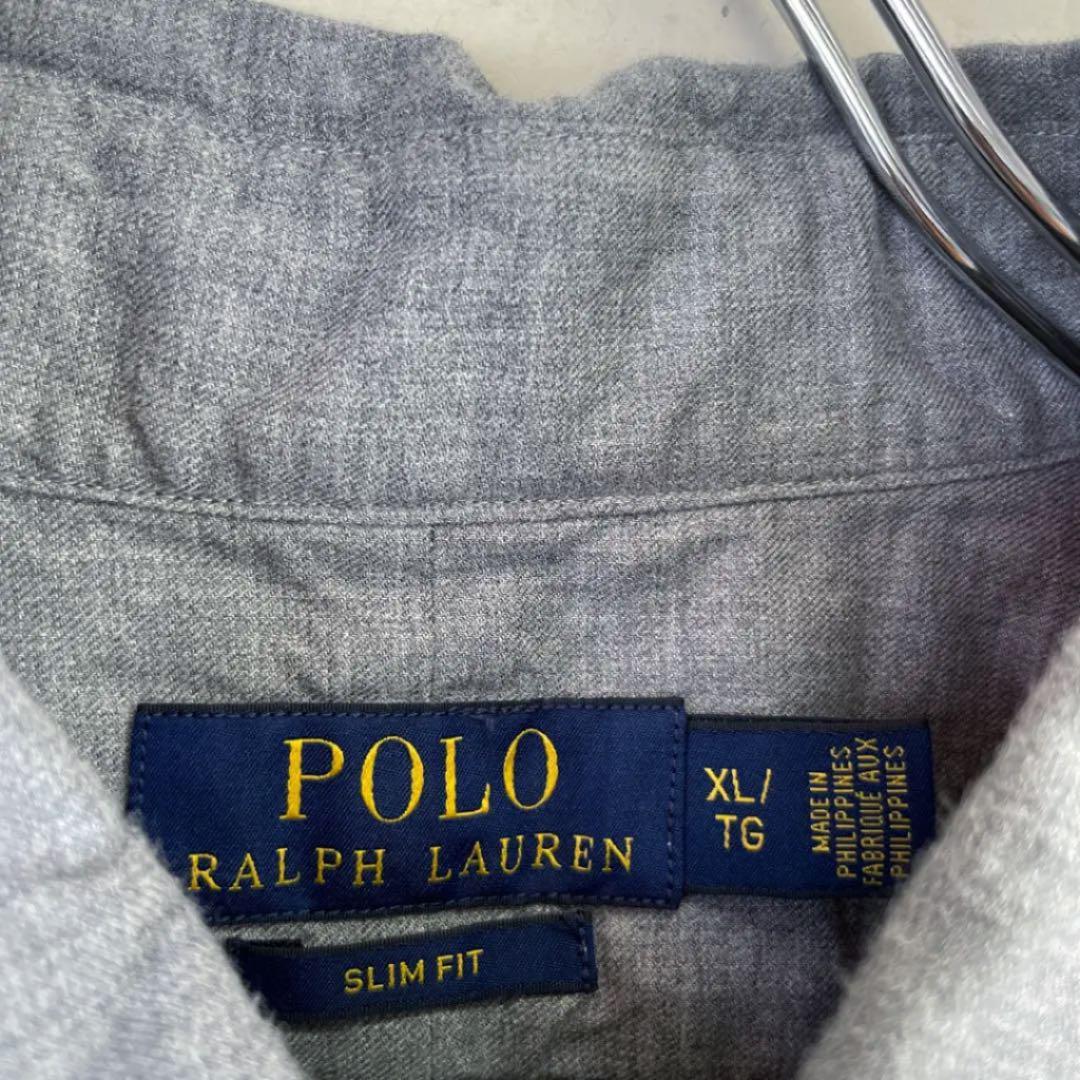 POLO
RALPH LAUREN
XL/
TG
MADE IN
PHILIPPINES
FABRIQUÉ AUX
PHILIPPINES
SLIM FIT